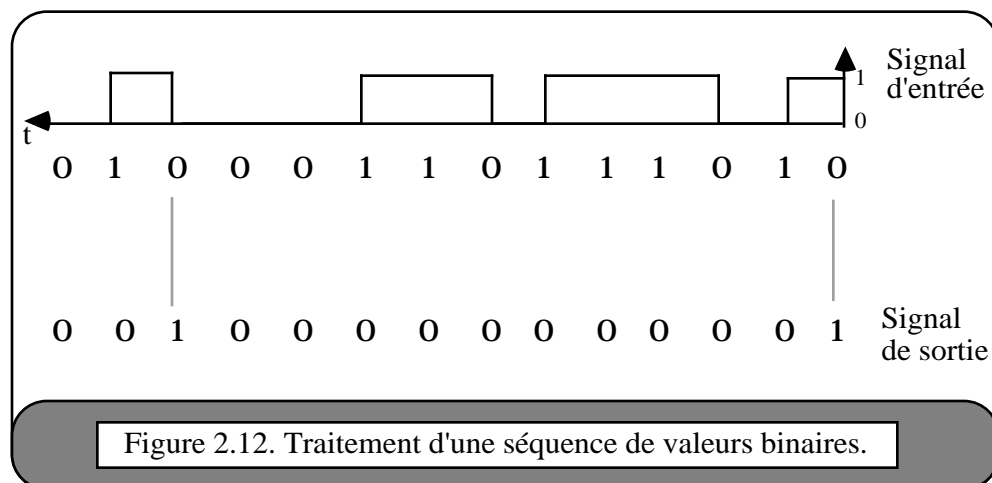 Signal
d'entrée
1
0
t
0 1 0 0 0 1 1 0 1 1 1 0 1 0
0 0 1 0 0 0 0 0 0 0 0 0 0 1
Signal
de sortie
Figure 2.12. Traitement d'une séquence de valeurs binaires.